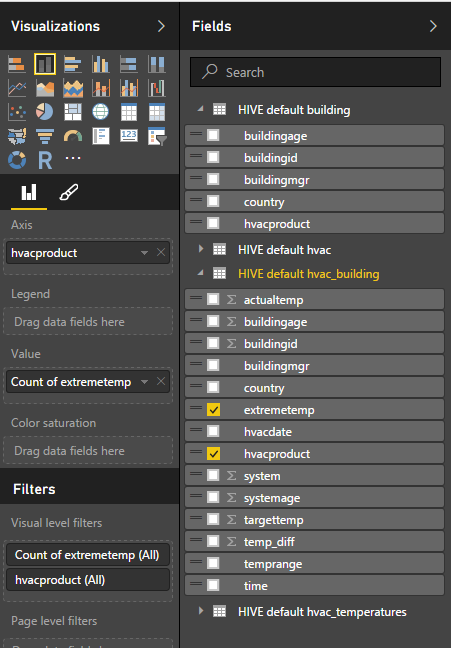 Visualizations
R
123
Axis
hvacproduct
Legend
Drag data fields here
Value
Count of extremetemp
Color saturation
Drag data fields here
Filters
Visual level filters
Count of extremetemp (All)
hvacproduct (All)
Page level filters
Fields
Search
HIVE default building
buildingage
buildingid
buildingmgr
country
hvacproduct
HIVE default hvac
HIVE default hvac_building
actualtemp
buildingage
buildingid
buildingmgr
country
extremetemp
hvacdate
hvacproduct
system
systemage
targettemp
temp_diff
temprange
time
HIVE default hvac_temperatures